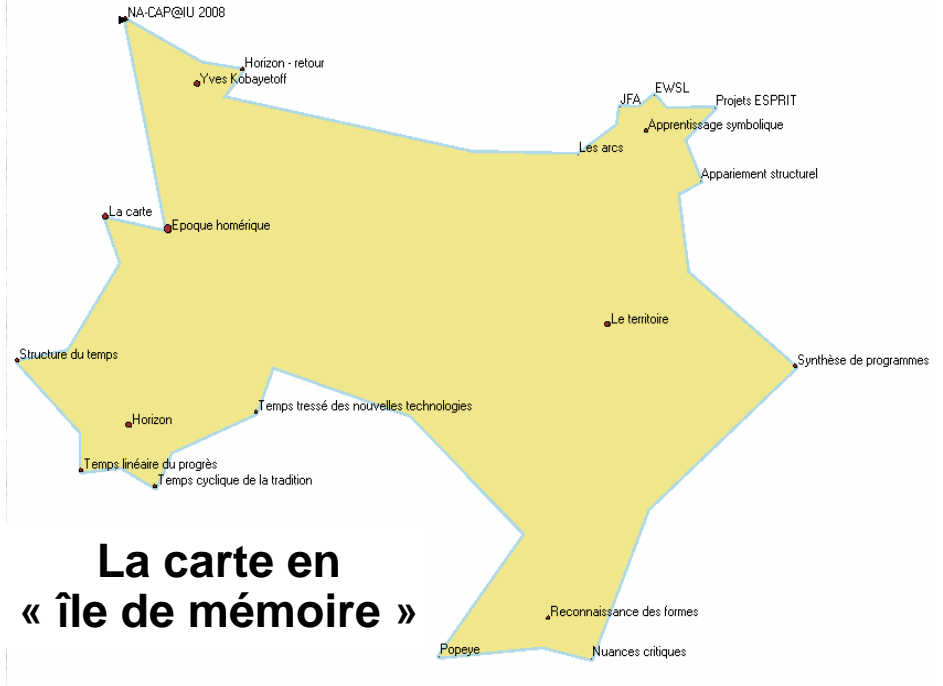 NA-CAP@IU 2008
Horizon - retour
Yves Kobayetoff
EWSL
JFA
Projets ESPRIT
Apprentissage symbolique
Les arcs
Appariement structurel
La carte
Epoque homérique
Le territoire
Structure du temps
Synthèse de programmes
Temps tressé des nouvelles technologies
Horizon
Temps linéaire du progrès
Temps cyclique de la tradition
La carte en
« île de mémoire »
Reconnaissance des formes
Popeye
Nuances critiques